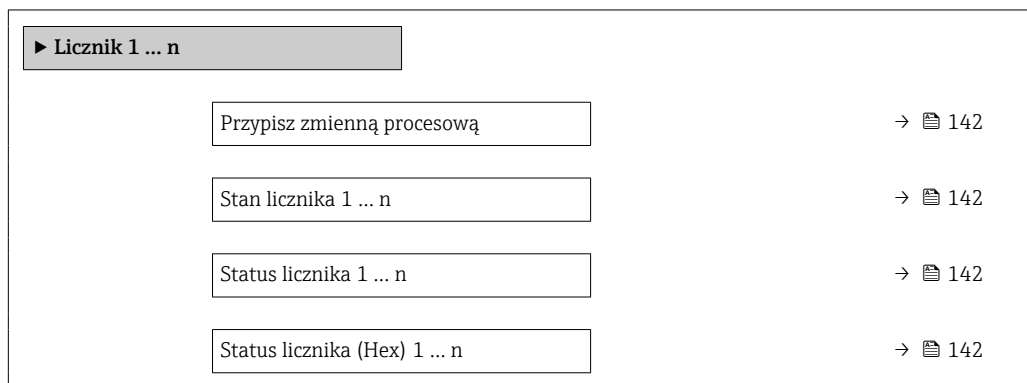 ▶ Licznik 1 … n
Przypisz zmienną procesową → 142
Stan licznika 1 … n → 142
Status licznika 1 … n → 142
Status licznika (Hex) 1 … n → 142